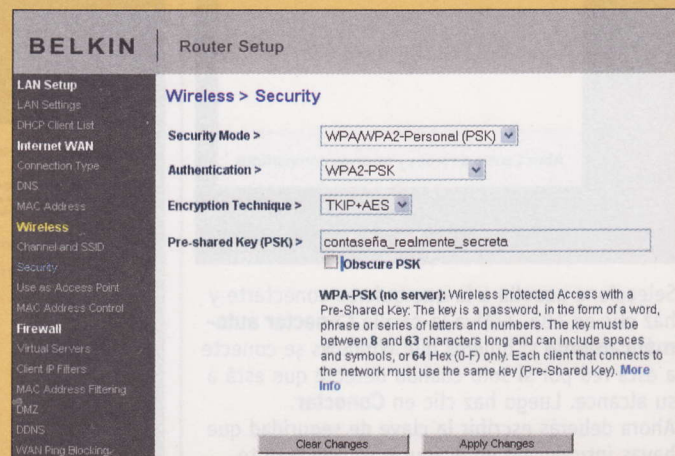 BELKIN
Router Setup
LAN Setup
LAN Settings
DHCP Client List
Internet WAN
Connection Type
DNS
MAC Address
Wireless
Channel and SSID
Security
Use as Access Point
MAC Address Control
Firewall
Virtual Servers
Client IP Filters
MAC Address Filtering
DMZ
DDNS
WAN Ping Blocking
Wireless > Security
Security Mode > WPA/WPA2-Personal (PSK)
Authentication > WPA2-PSK
Encryption Technique > TKIP+AES
Pre-shared Key (PSK) > contaseña_realmente_secreta
Obscure PSK
WPA-PSK (no server): Wireless Protected Access with a
Pre-Shared Key: The key is a password, in the form of a word,
phrase or series of letters and numbers. The key must be
between 8 and 63 characters long and can include spaces
and symbols, or 64 Hex (0-F) only. Each client that connects to
the network must use the same key (Pre-Shared Key). More
Info
Clear Changes
Apply Changes